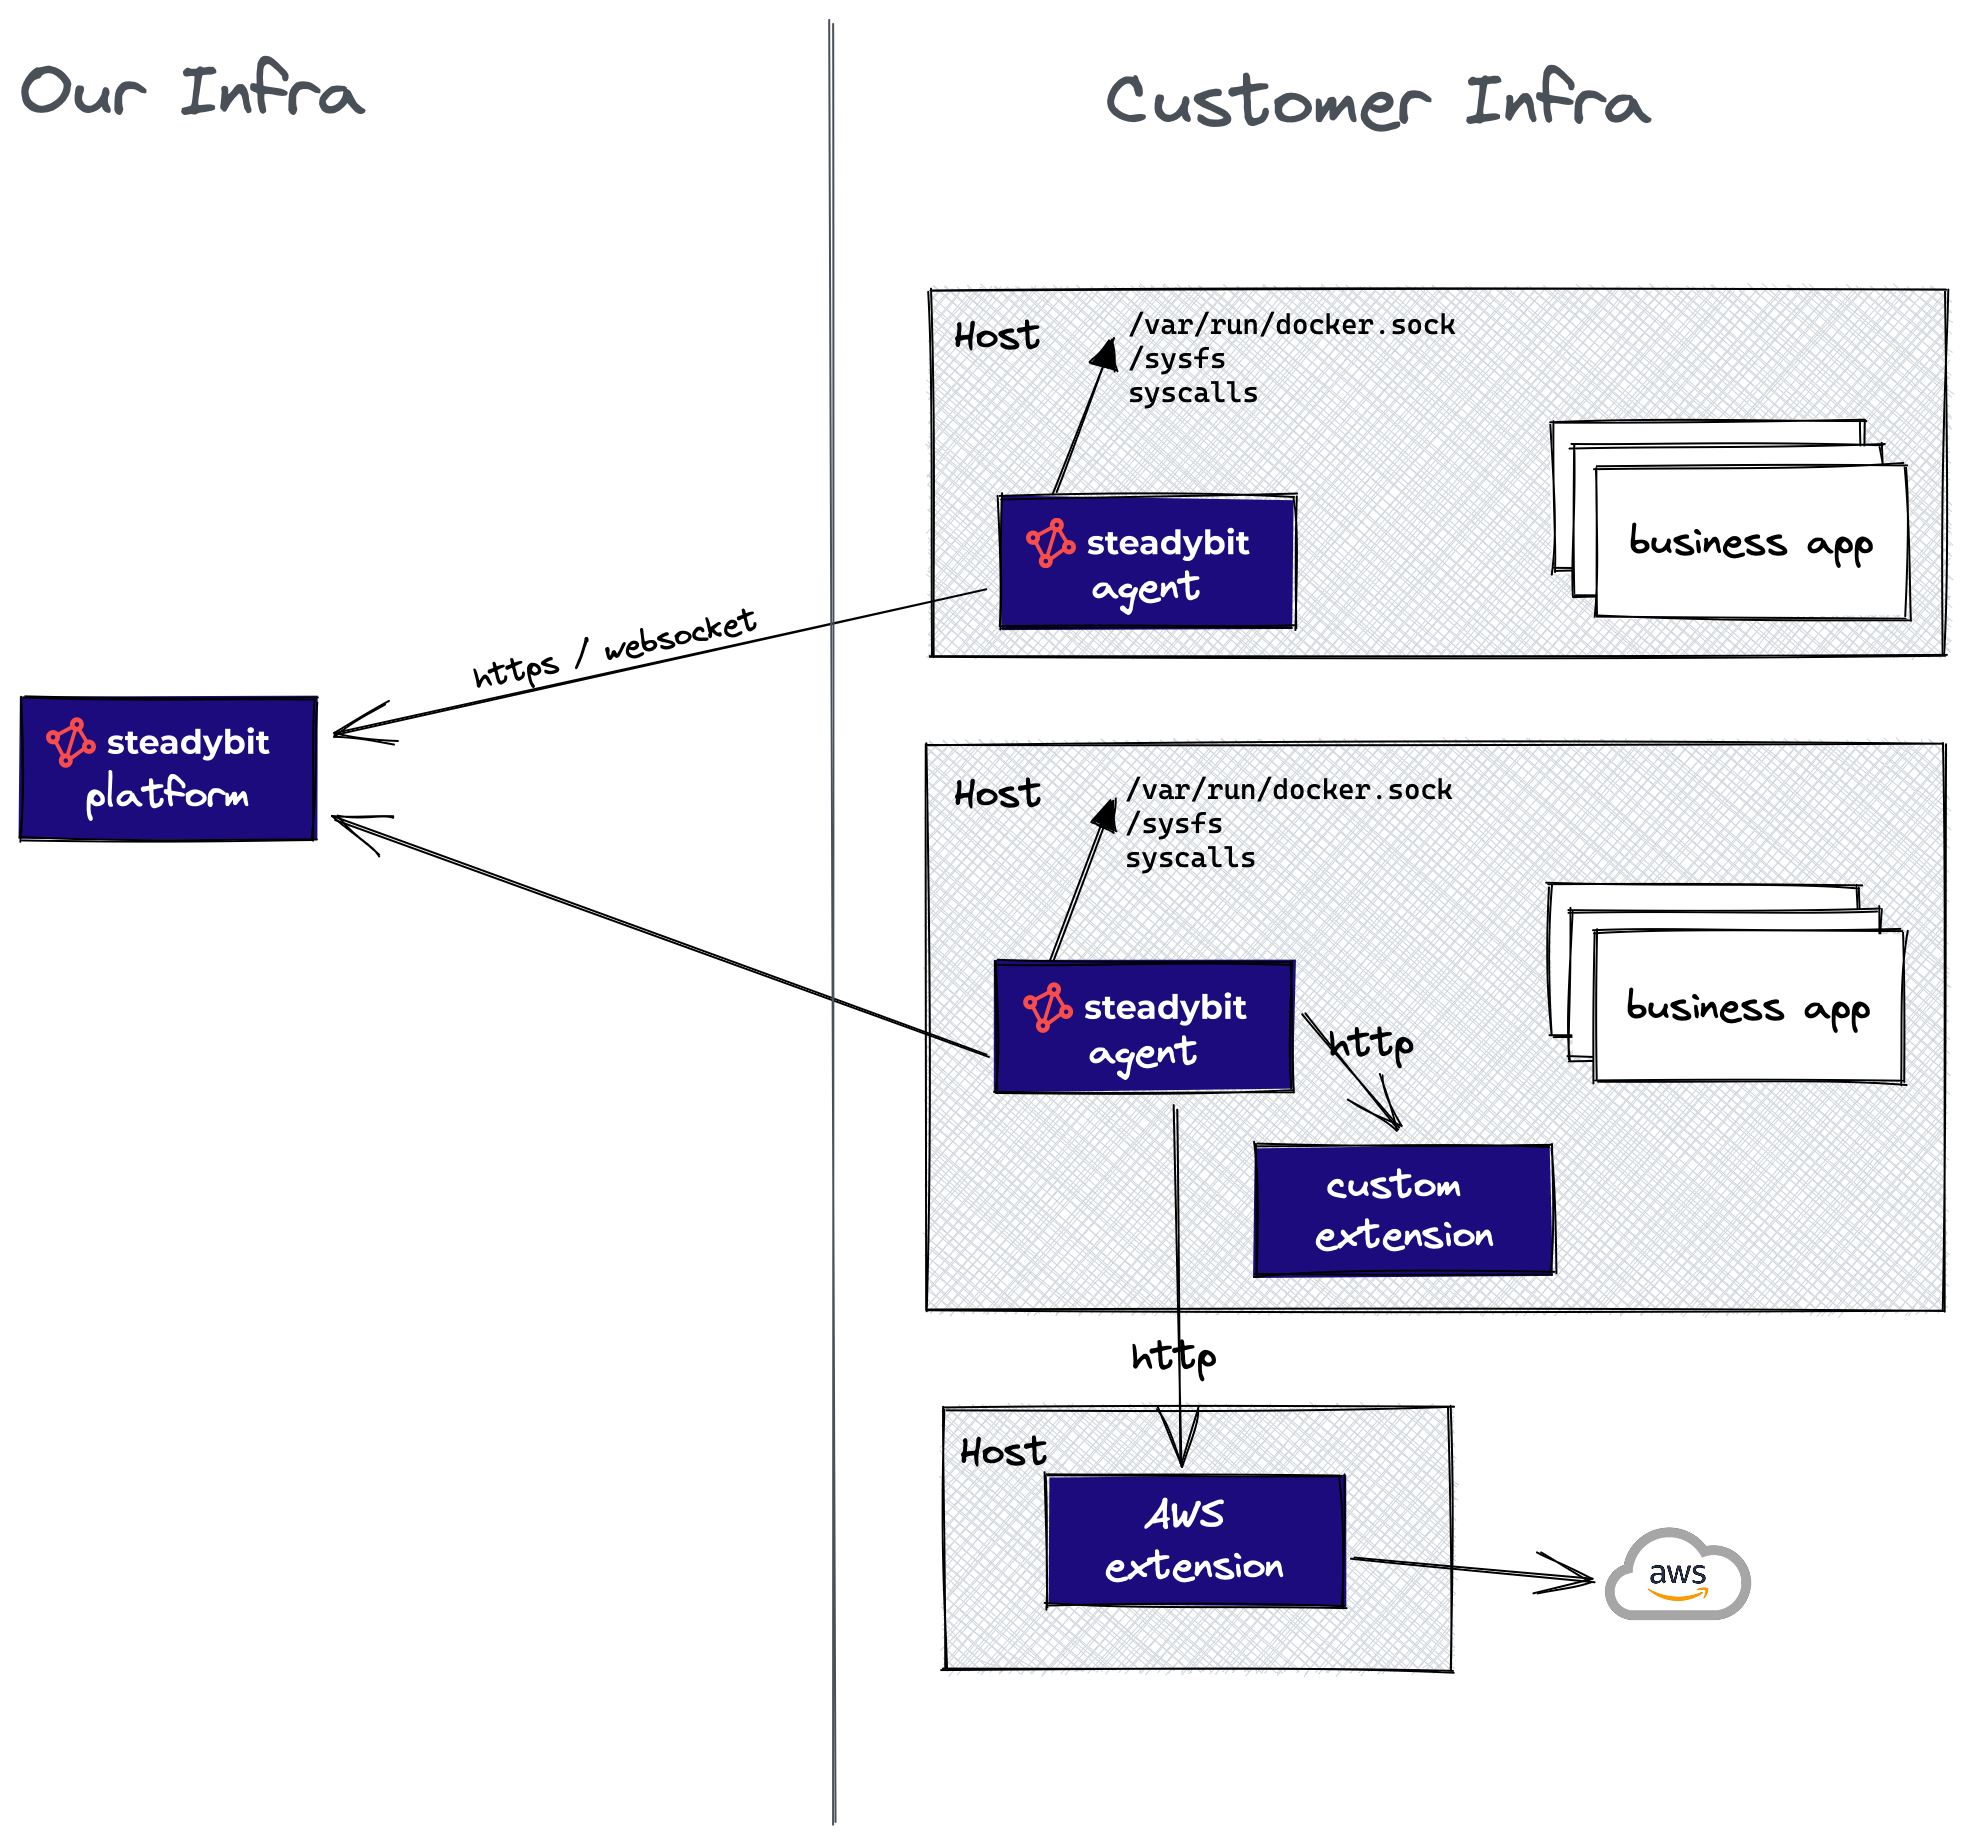 Our Infra
Customer Infra
Host
/var/run/docker.sock
/sysfs
syscalls
steadybit
agent
business app
https / websocket
steadybit
platform
Host
/var/run/docker.sock
/sysfs
syscalls
steadybit
agent
http
business app
custom
extension
http
Host
AWS
extension
aws